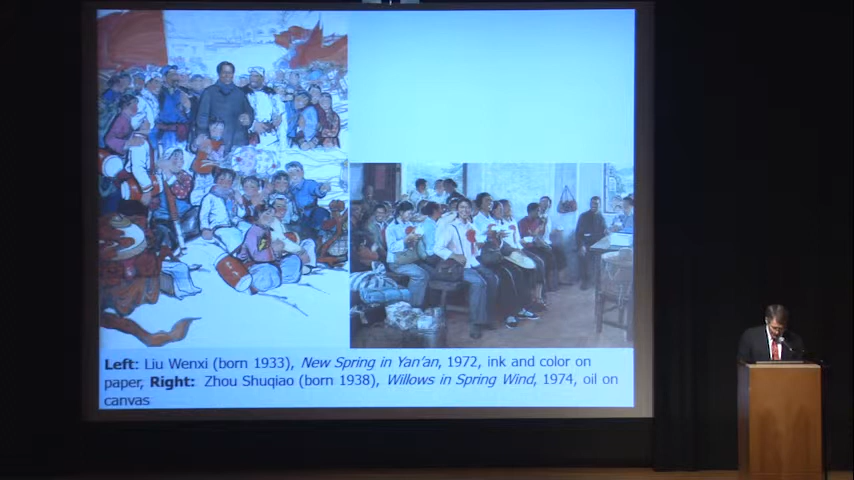 Left: Liu Wenxi (born 1933), New Spring in Yan'an, 1972, ink and color on
paper, Right: Zhou Shuqiao (born 1938), Willows in Spring Wind, 1974, oil on
canvas